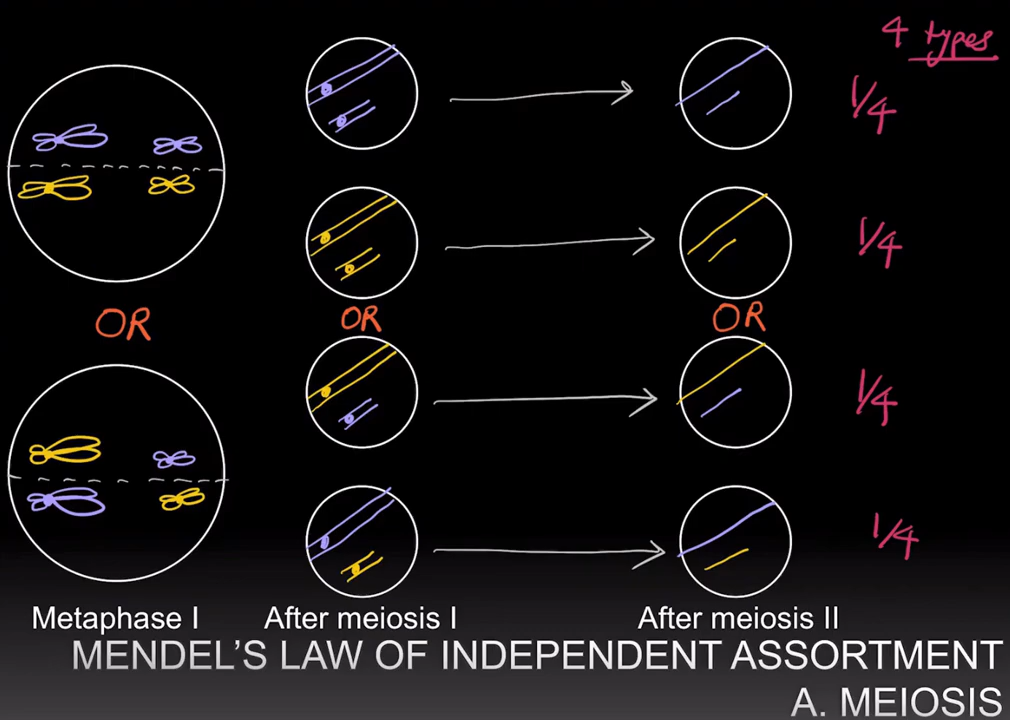 4 types
1/4
1/4
OR
OR
OR
1/4
1/4
Metaphase I
After meiosis I
After meiosis II
MENDEL’S LAW OF INDEPENDENT ASSORTMENT
A. MEIOSIS